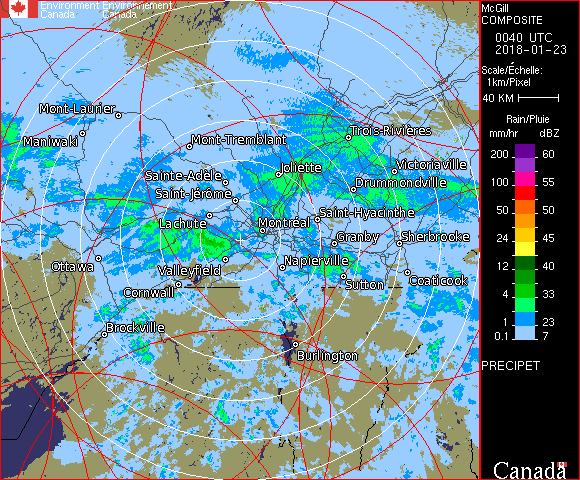 Environment Environnement
Canada Canada
Mont-Laurier
Maniwaki
Mont-Tremblant
Trois-Rivières
Sainte-Adèle
Joliette
Victoriaville
Saint-Jérôme
Drummondville
Lachute
Montréal
Saint-Hyacinthe
Granby
Sherbrooke
Ottawa
Valleyfield
Napierville
Cornwall
Sutton
Coaticook
Brockville
Burlington
McGill
COMPOSITE
0040 UTC
2018-01-23
Scale/Échelle:
1km/Pixel
40 KM
Rain/Pluie
mm/hr dBZ
200 60
100 55
50 50
24 45
12 40
4 33
1 23
0.1 7
PRECIPET
Canada